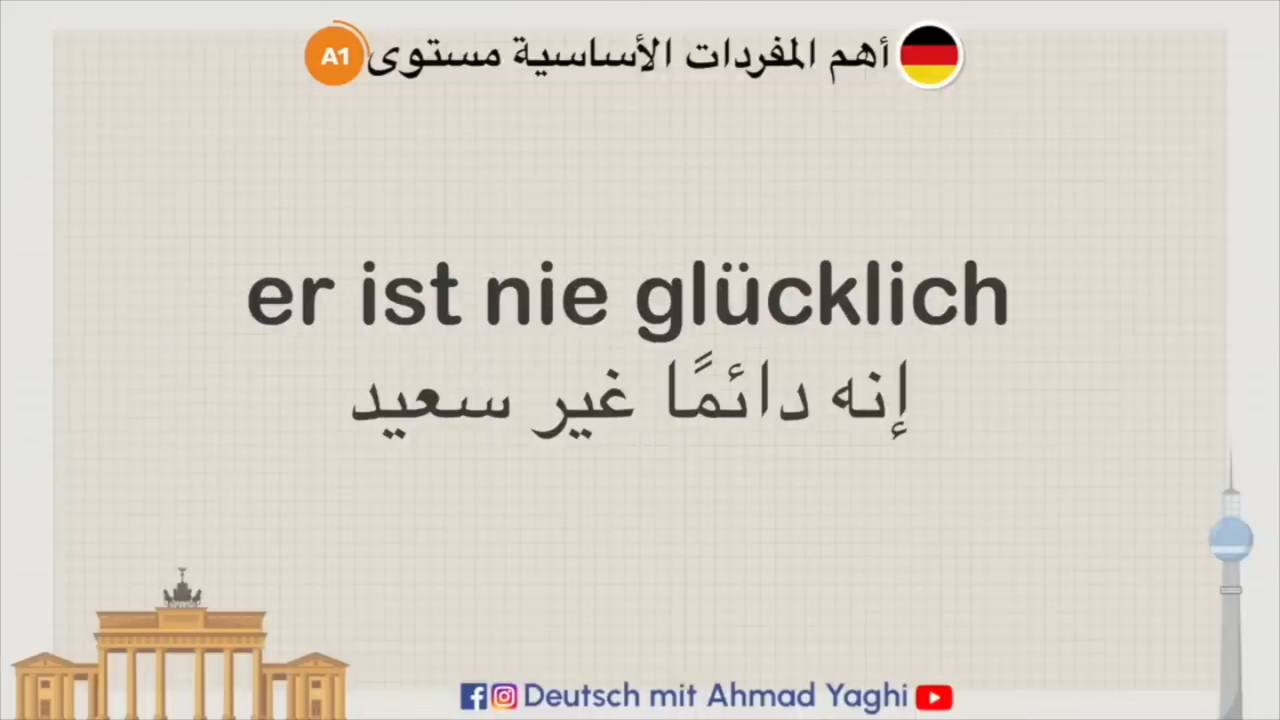 أهم المفردات الأساسية مستوى A1
er ist nie glücklich
إنه دائمًا غير سعيد
Deutsch mit Ahmad Yaghi